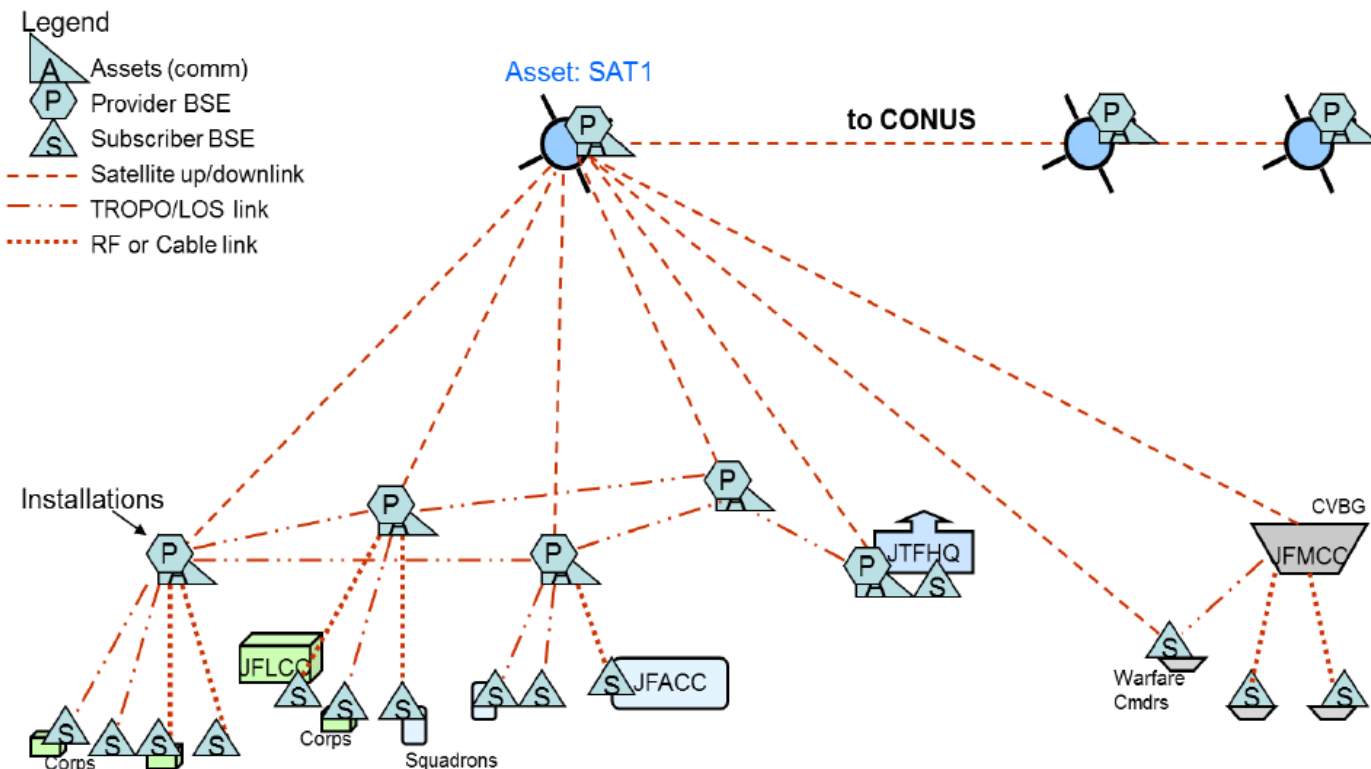 Legend
A Assets (comm)
P Provider BSE
S Subscriber BSE
Satellite up/downlink
TROPO/LOS link
RF or Cable link
Asset: SAT1
P A
to CONUS
P A
P A
Installations
P A
P A
P A
P A
P A
JTFHQ
S
CVBG
JFMCC
JFLCC
S
S
Corps
S
Squadrons
S
S
S
JFACC
S
Corps
S
S
S
S
Warfare
Cmdrs
S
S